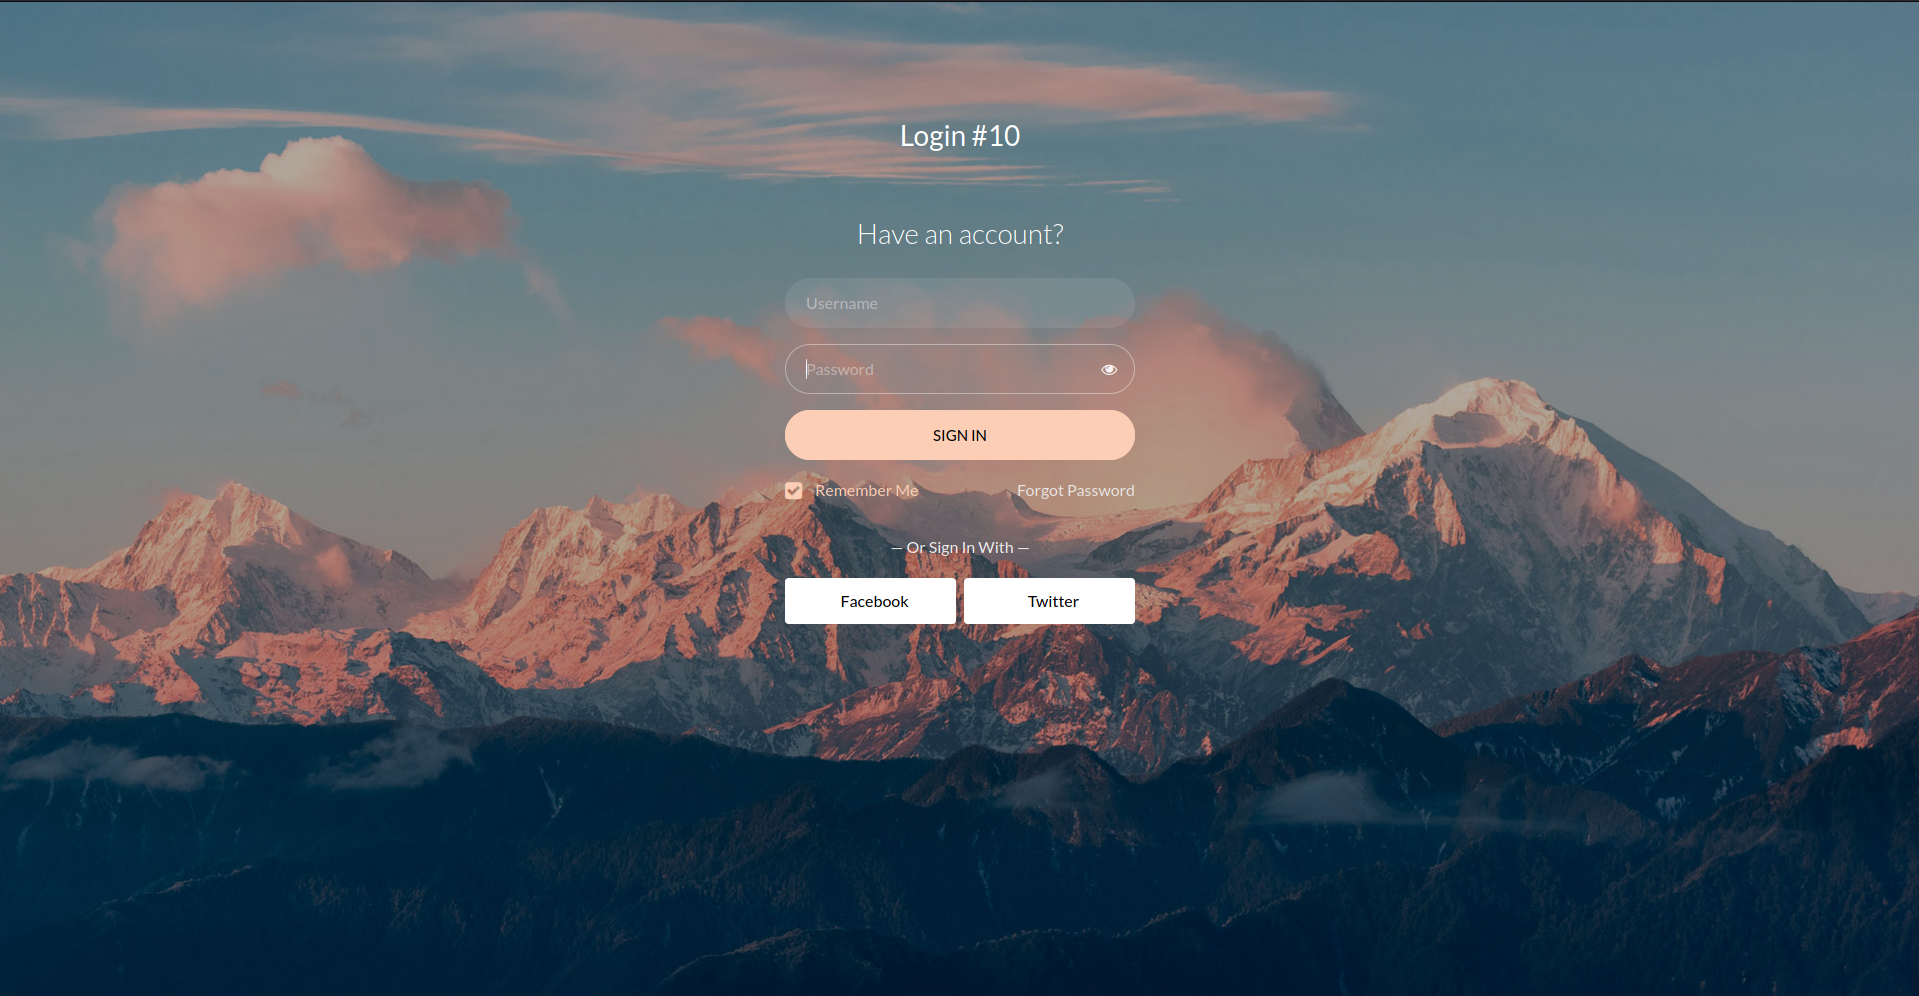 Login #10
Have an account?
Username
Password
SIGN IN
Remember Me Forgot Password
— Or Sign In With —
Facebook Twitter